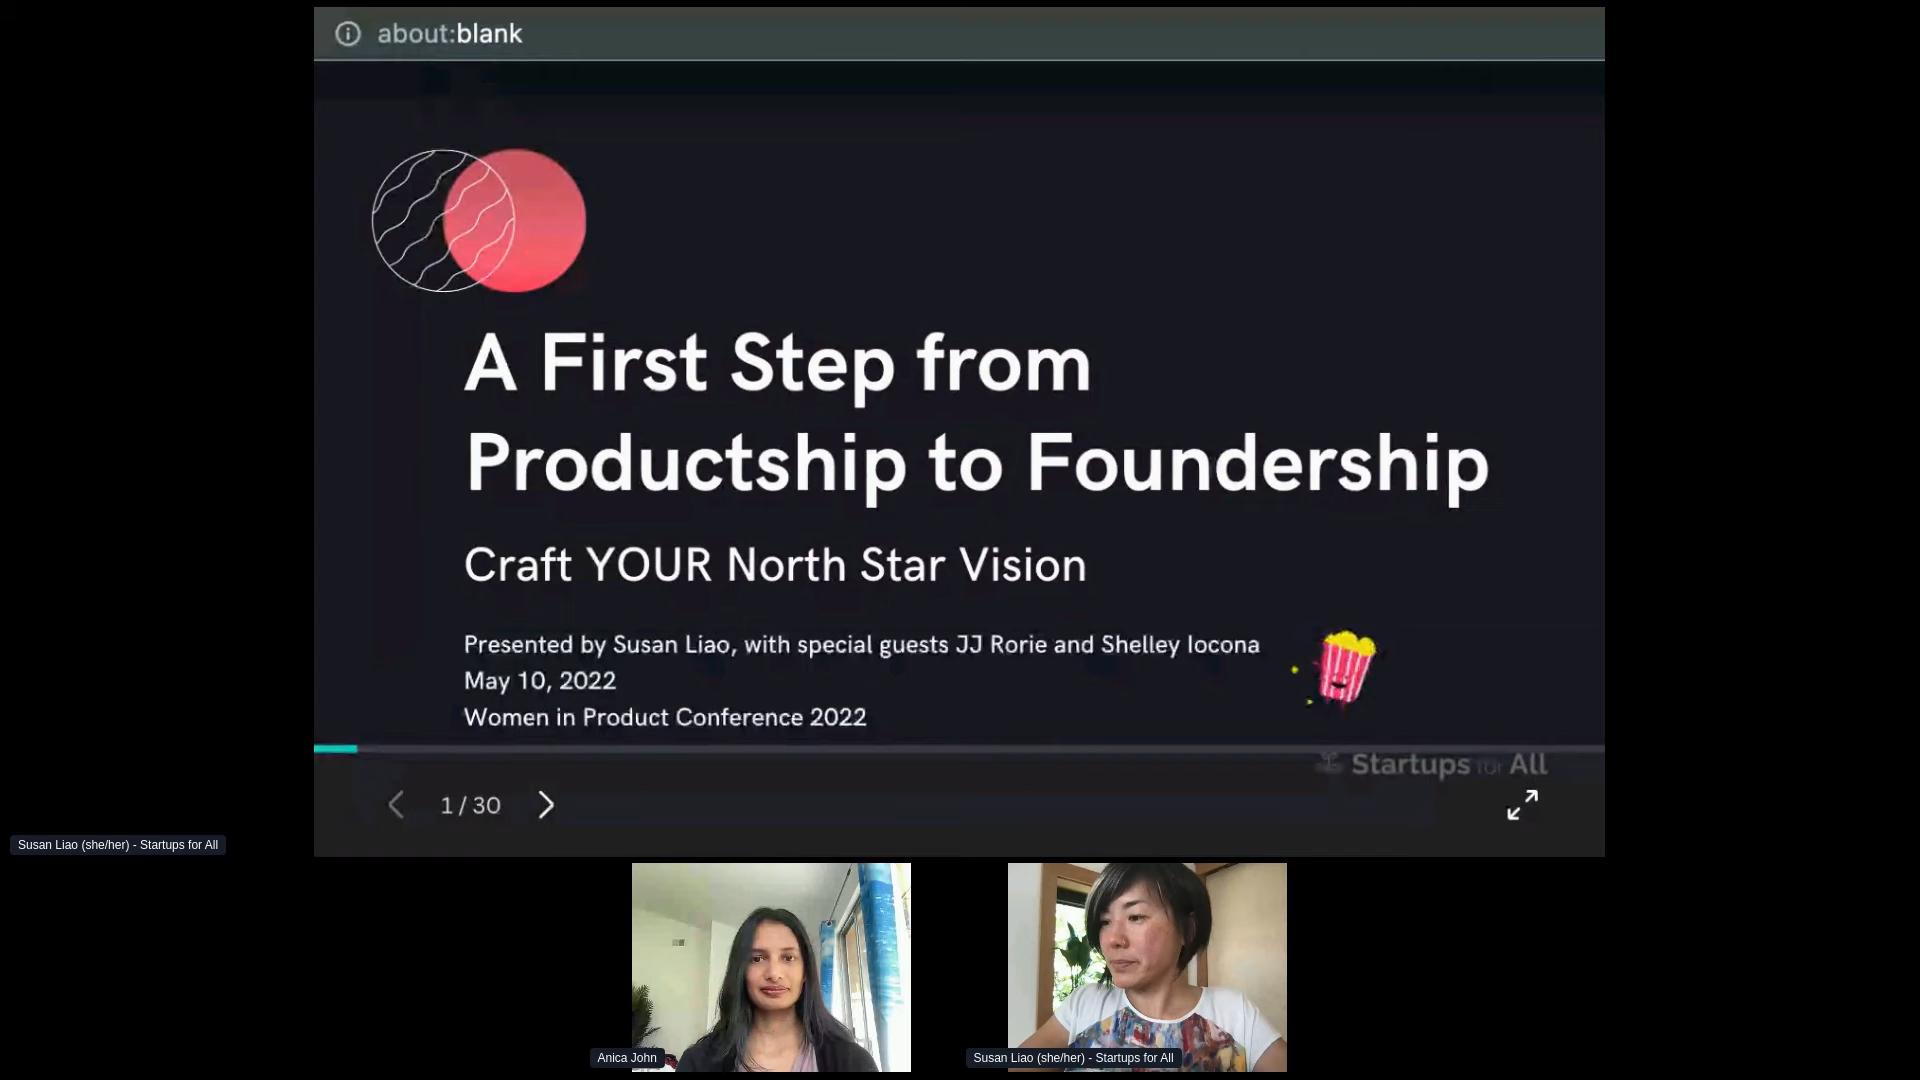 about:blank
A First Step from
Productship to Foundership
Craft YOUR North Star Vision
Presented by Susan Liao, with special guests JJ Rorie and Shelley Iocona
May 10, 2022
Women in Product Conference 2022
Startups for All
1 / 30
Susan Liao (she/her) - Startups for All
Anica John
Susan Liao (she/her) - Startups for All